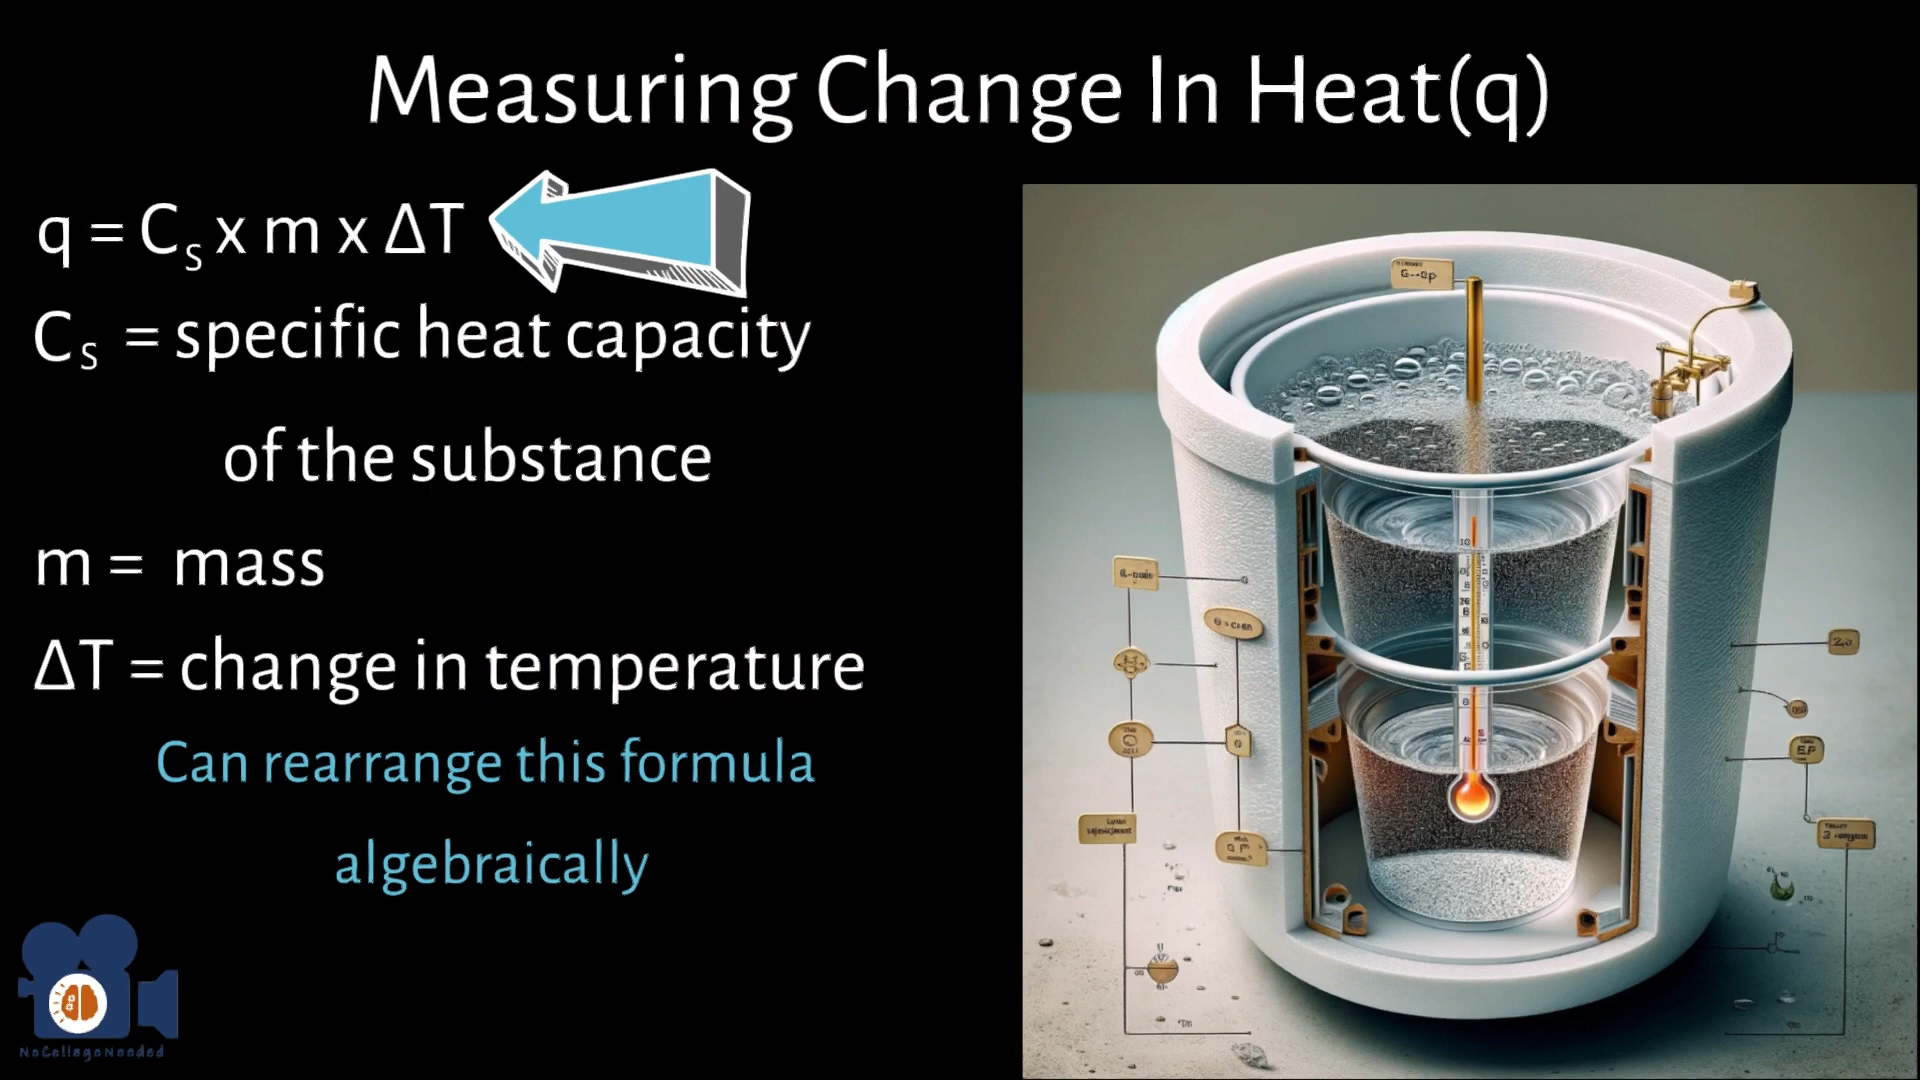 Measuring Change In Heat(q)
q = Cₛ x m x ΔT
Cₛ = specific heat capacity
of the substance
m = mass
ΔT = change in temperature
Can rearrange this formula
algebraically
NoCollegeNeeded